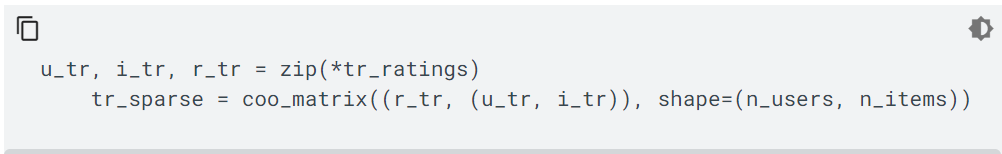 u_tr, i_tr, r_tr = zip(*tr_ratings)
tr_sparse = coo_matrix((r_tr, (u_tr, i_tr)), shape=(n_users, n_items))